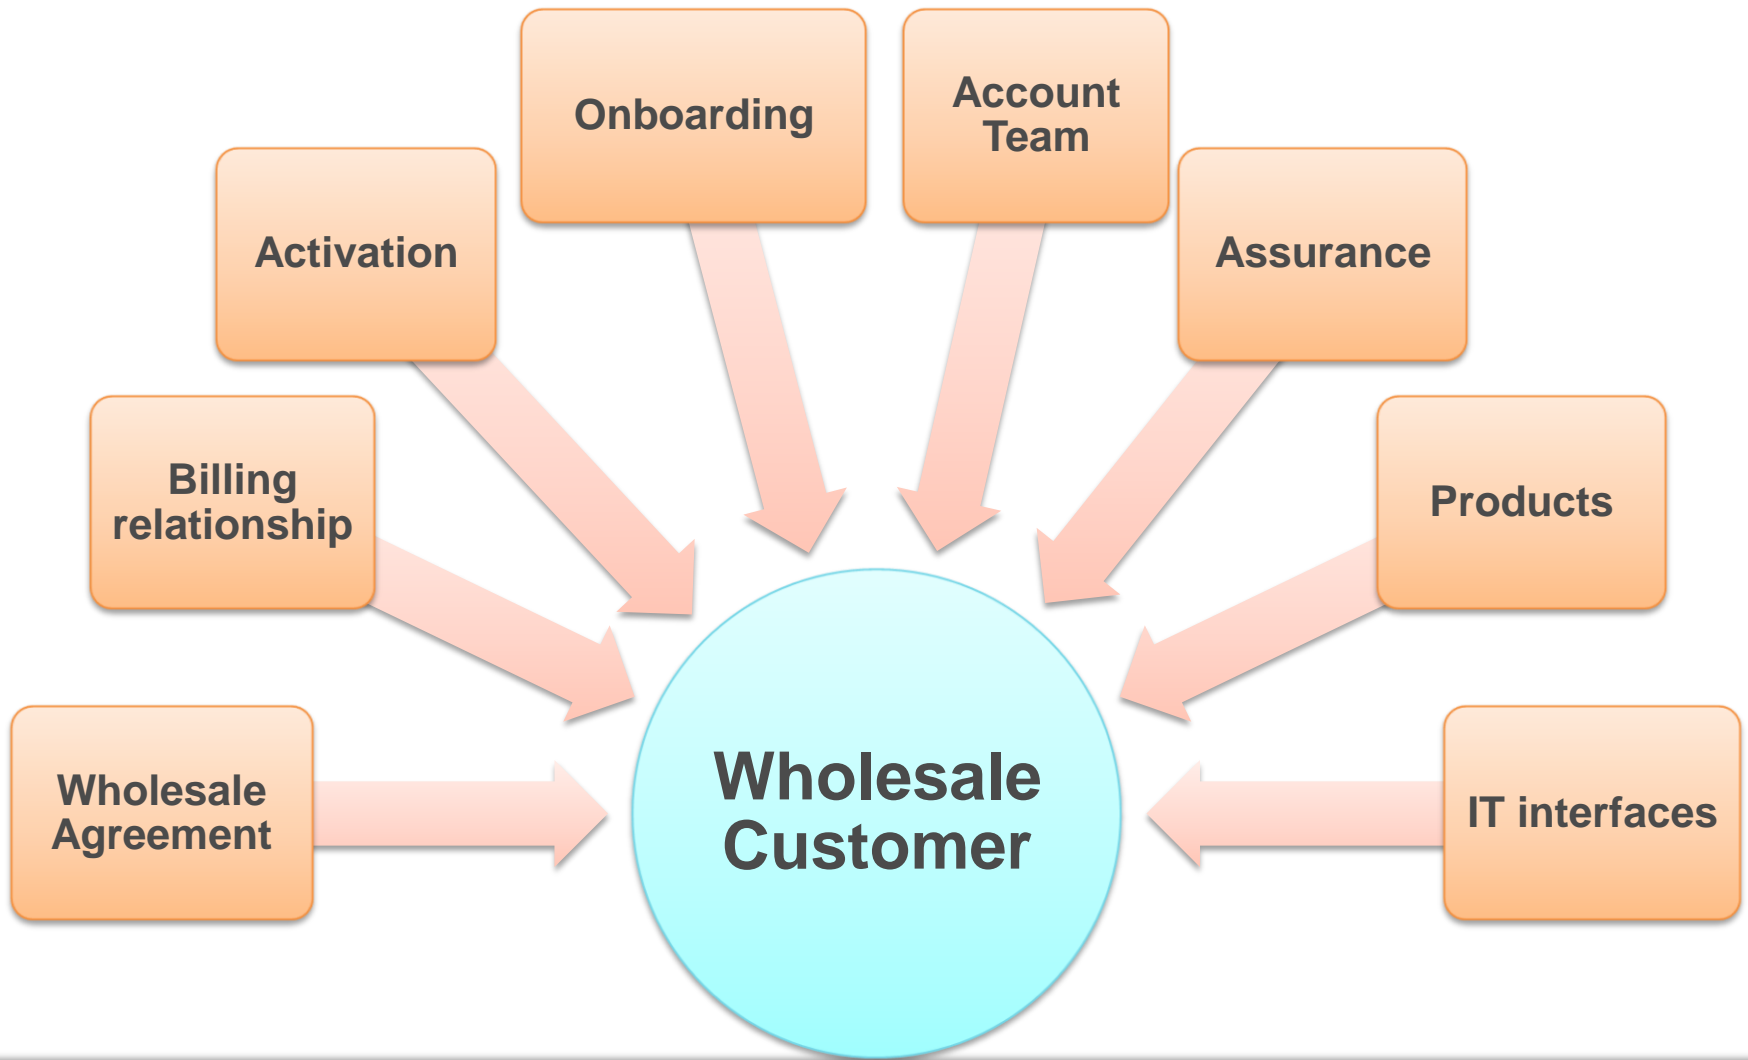 Onboarding
Account
Team
Activation
Assurance
Billing
relationship
Products
Wholesale
Agreement
Wholesale
Customer
IT interfaces